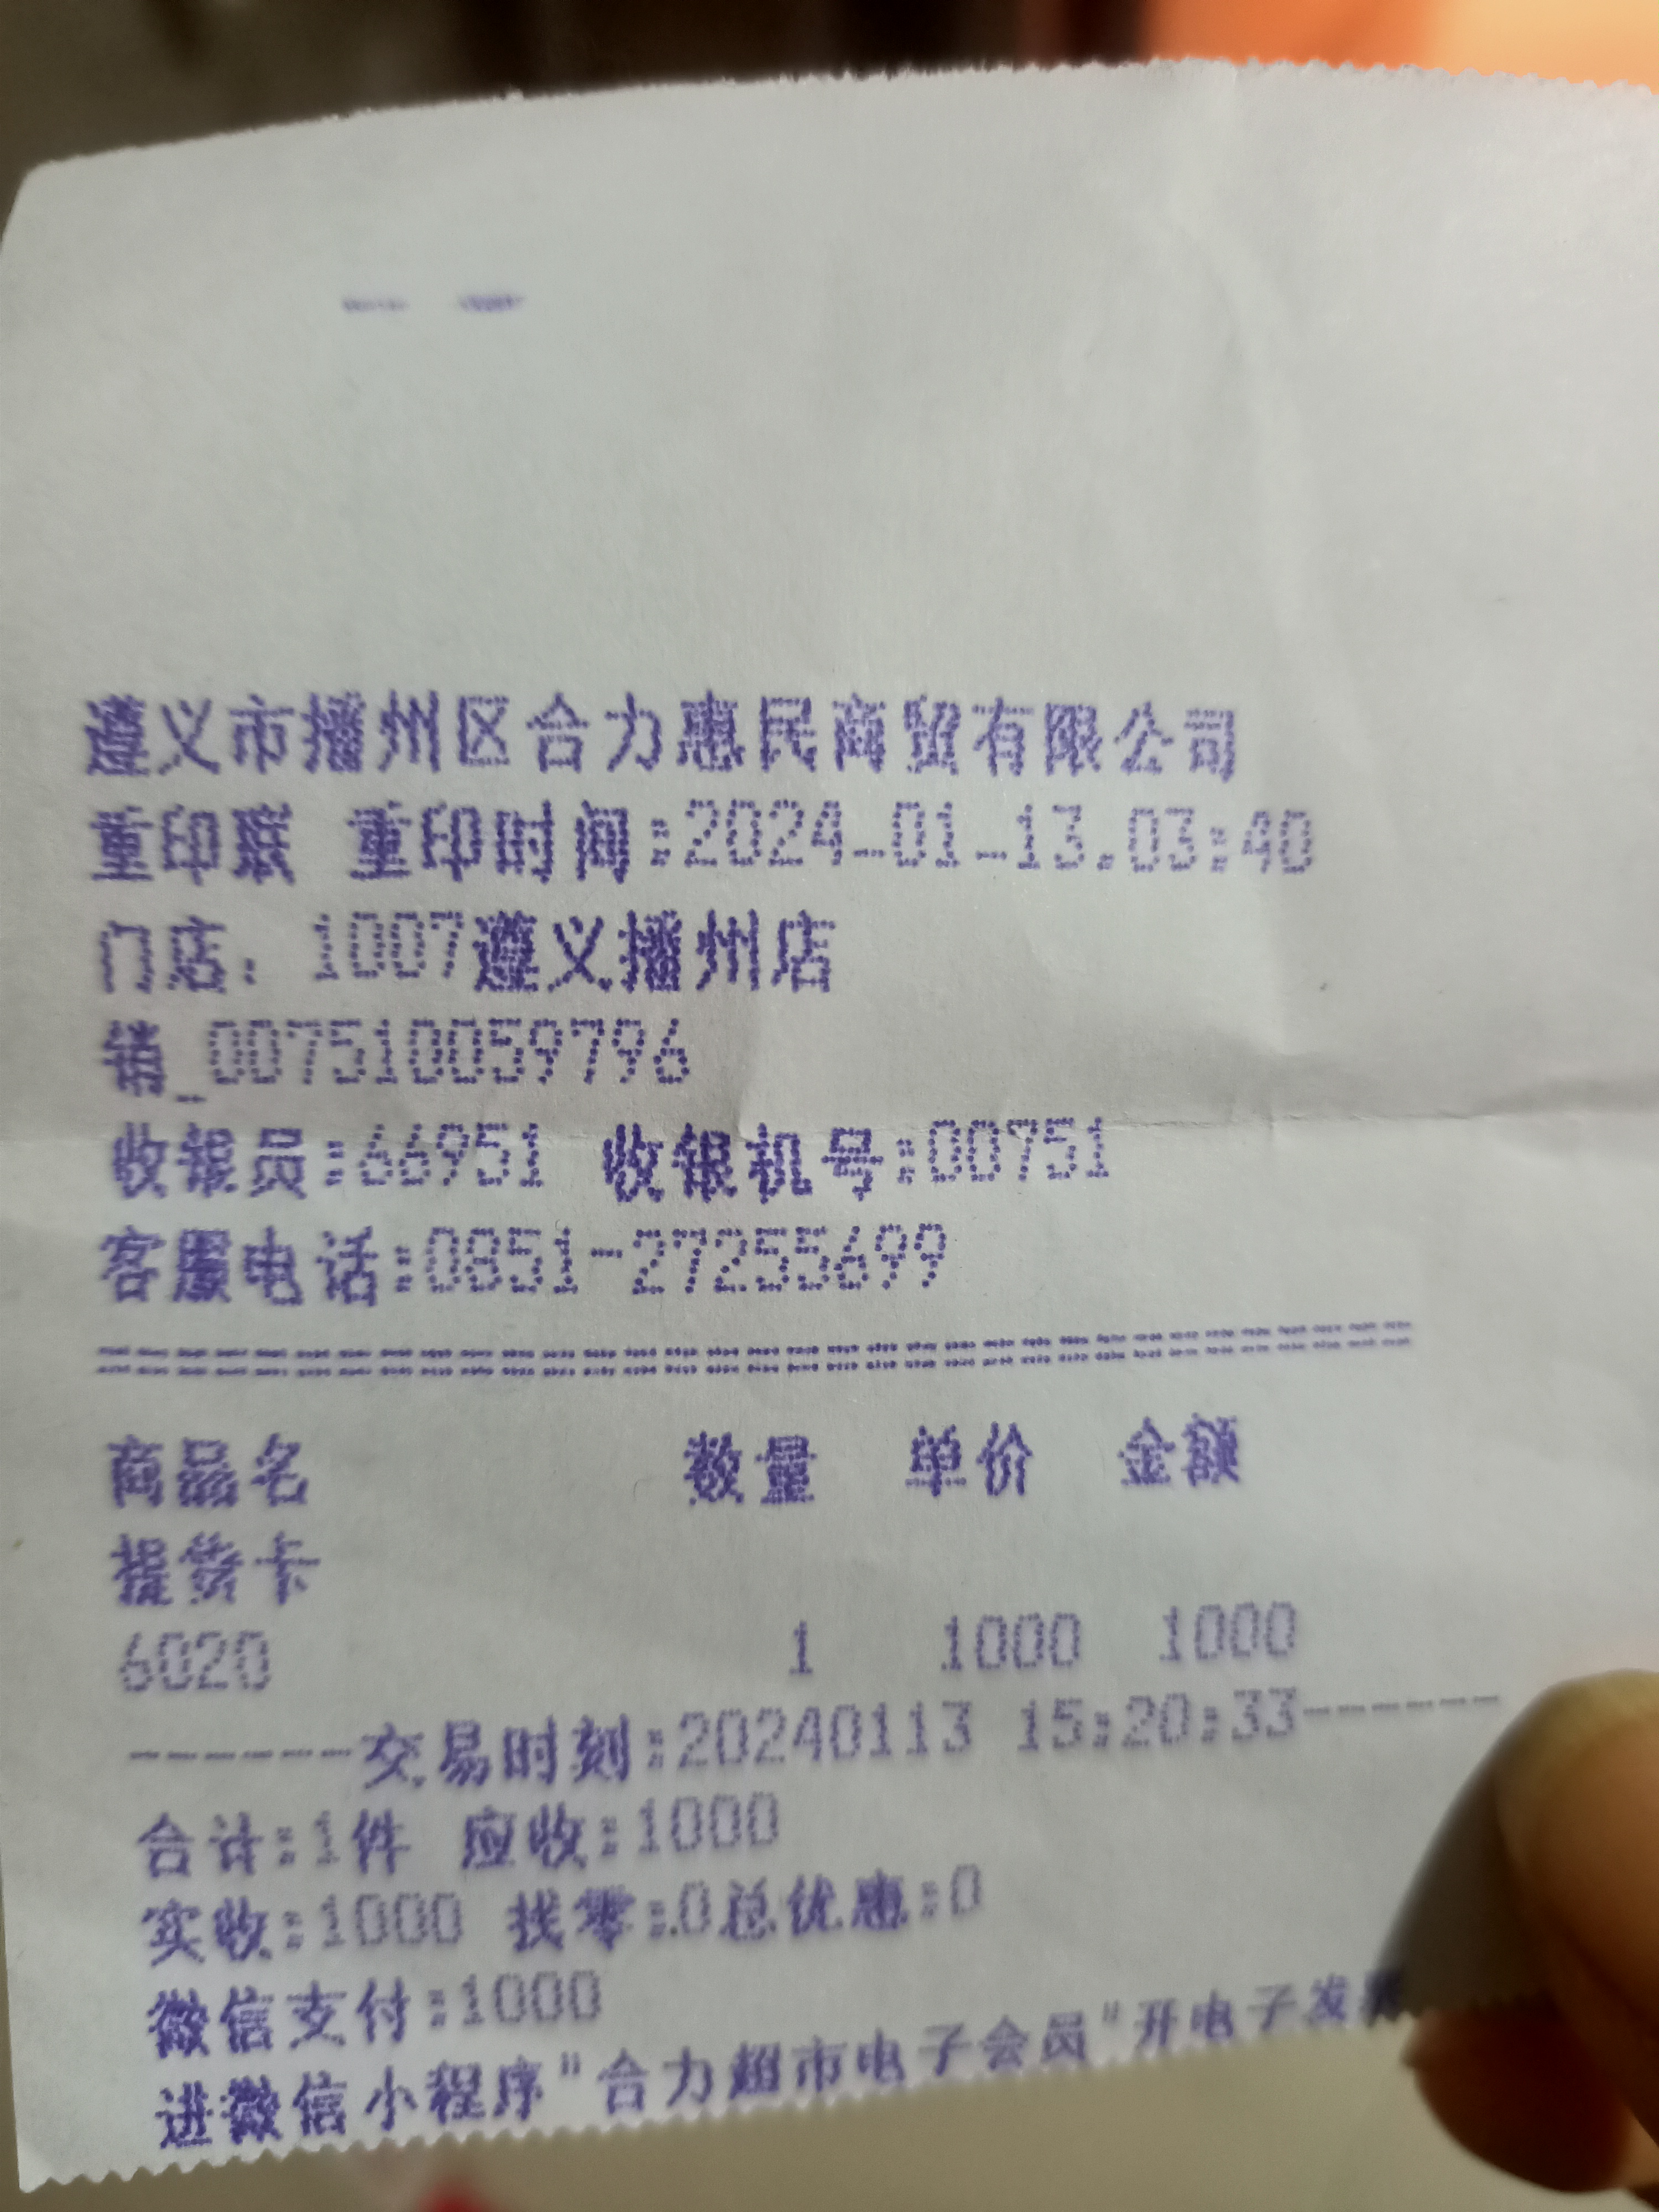 遵义市播州区合力惠民商贸有限公司
重印联 重印时间:2024-01-13.03:40
门店: 1007遵义播州店
销_007510059796
收银员:66951 收银机号:00751
客服电话:0851-27255699
商品名 数量 单价 金额
提货卡
6020 1 1000 1000
------交易时刻:20240113 15:20:33------
合计:1件 应收:1000
实收:1000 找零:.0总优惠:0
微信支付:1000
进微信小程序"合力超市电子会员"开电子发票